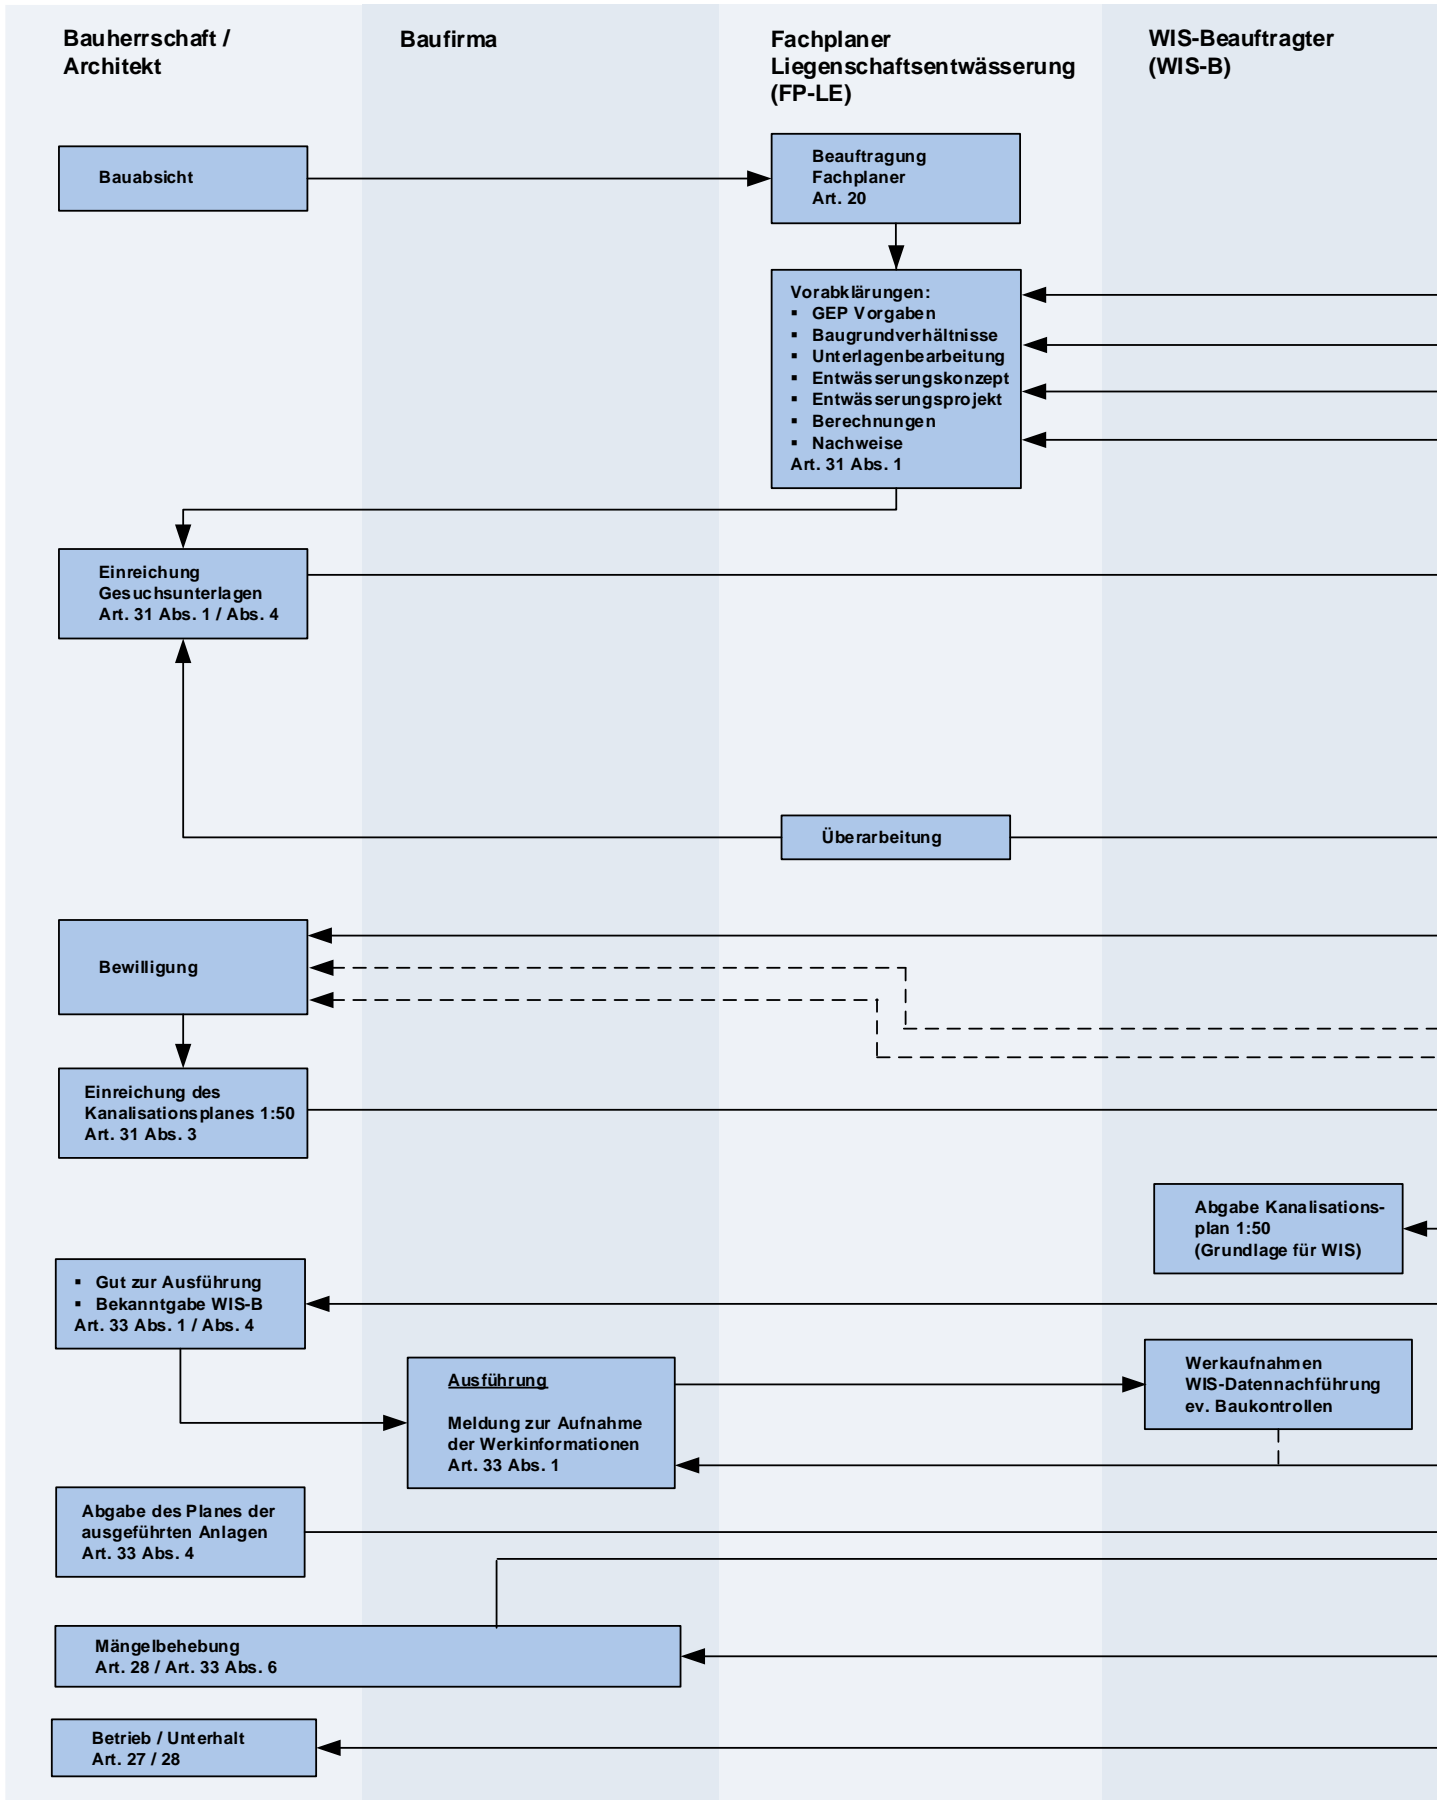 Bauherrschaft /
Architekt
Baufirma
Fachplaner
Liegenschaftsentwässerung
(FP-LE)
WIS-Beauftragter
(WIS-B)
Bauabsicht
Beauftragung
Fachplaner
Art. 20
Vorabklärungen:
▪ GEP Vorgaben
▪ Baugrundverhältnisse
▪ Unterlagenbearbeitung
▪ Entwässerungskonzept
▪ Entwässerungsprojekt
▪ Berechnungen
▪ Nachweise
Art. 31 Abs. 1
Einreichung
Gesuchsunterlagen
Art. 31 Abs. 1 / Abs. 4
Überarbeitung
Bewilligung
Einreichung des
Kanalisationsplanes 1:50
Art. 31 Abs. 3
Abgabe Kanalisations-
plan 1:50
(Grundlage für WIS)
▪ Gut zur Ausführung
▪ Bekanntgabe WIS-B
Art. 33 Abs. 1 / Abs. 4
Ausführung
Meldung zur Aufnahme
der Werkinformationen
Art. 33 Abs. 1
Werkaufnahmen
WIS-Datennachführung
ev. Baukontrollen
Abgabe des Planes der
ausgeführten Anlagen
Art. 33 Abs. 4
Mängelbehebung
Art. 28 / Art. 33 Abs. 6
Betrieb / Unterhalt
Art. 27 / 28